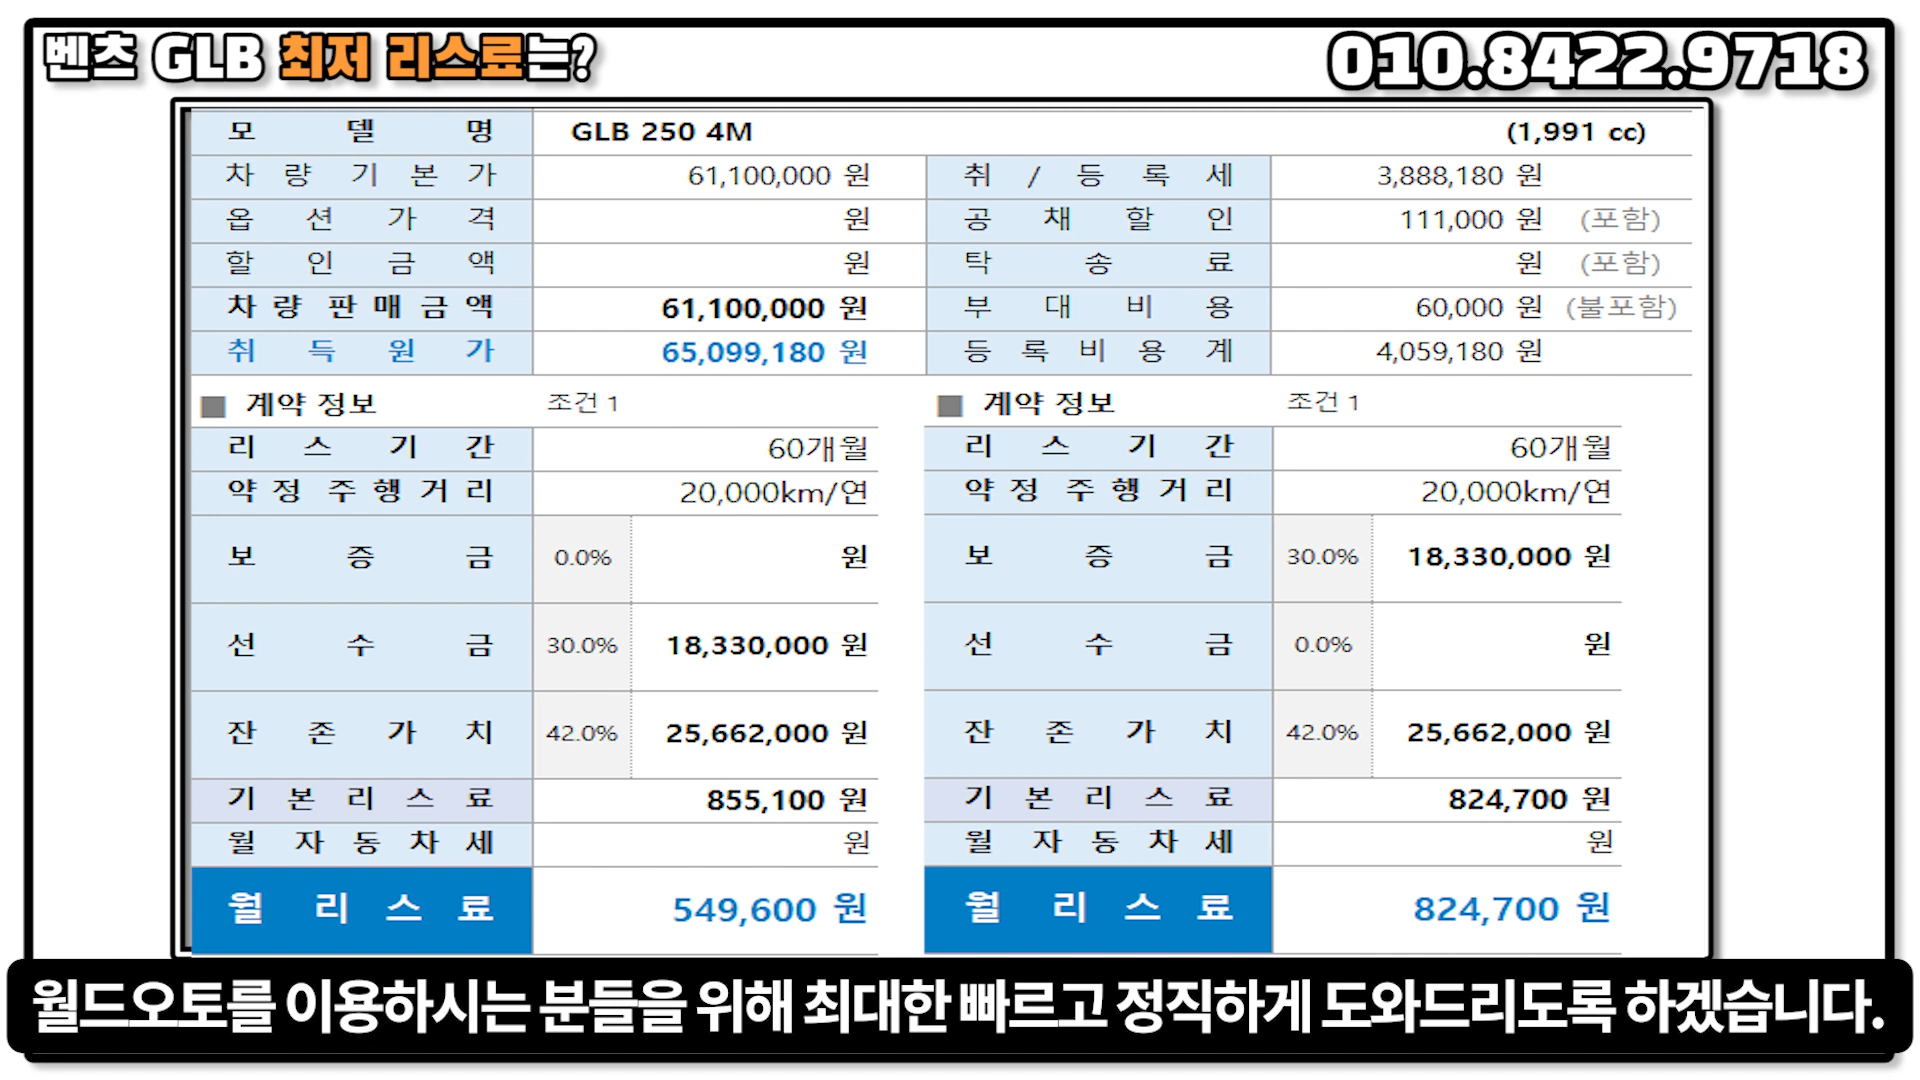 벤츠 GLB 최저 리스료는?
010.8422.9718
모 델 명 GLB 250 4M (1,991 cc)
차 량 기 본 가 61,100,000 원 취 / 등 록 세 3,888,180 원
옵 션 가 격 원 공 채 할 인 111,000 원 (포함)
할 인 금 액 원 탁 송 료 원 (포함)
차 량 판 매 금 액 61,100,000 원 부 대 비 용 60,000 원 (불포함)
취 득 원 가 65,099,180 원 등 록 비 용 계 4,059,180 원
■ 계약 정보 조건 1 ■ 계약 정보 조건 1
리 스 기 간 60개월 리 스 기 간 60개월
약 정 주 행 거 리 20,000km/연 약 정 주 행 거 리 20,000km/연
보 증 금 0.0% 원 보 증 금 30.0% 18,330,000 원
선 수 금 30.0% 18,330,000 원 선 수 금 0.0% 원
잔 존 가 치 42.0% 25,662,000 원 잔 존 가 치 42.0% 25,662,000 원
기 본 리 스 료 855,100 원 기 본 리 스 료 824,700 원
월 자 동 차 세 원 월 자 동 차 세 원
월 리 스 료 549,600 원 월 리 스 료 824,700 원
월드오토를 이용하시는 분들을 위해 최대한 빠르고 정직하게 도와드리도록 하겠습니다.